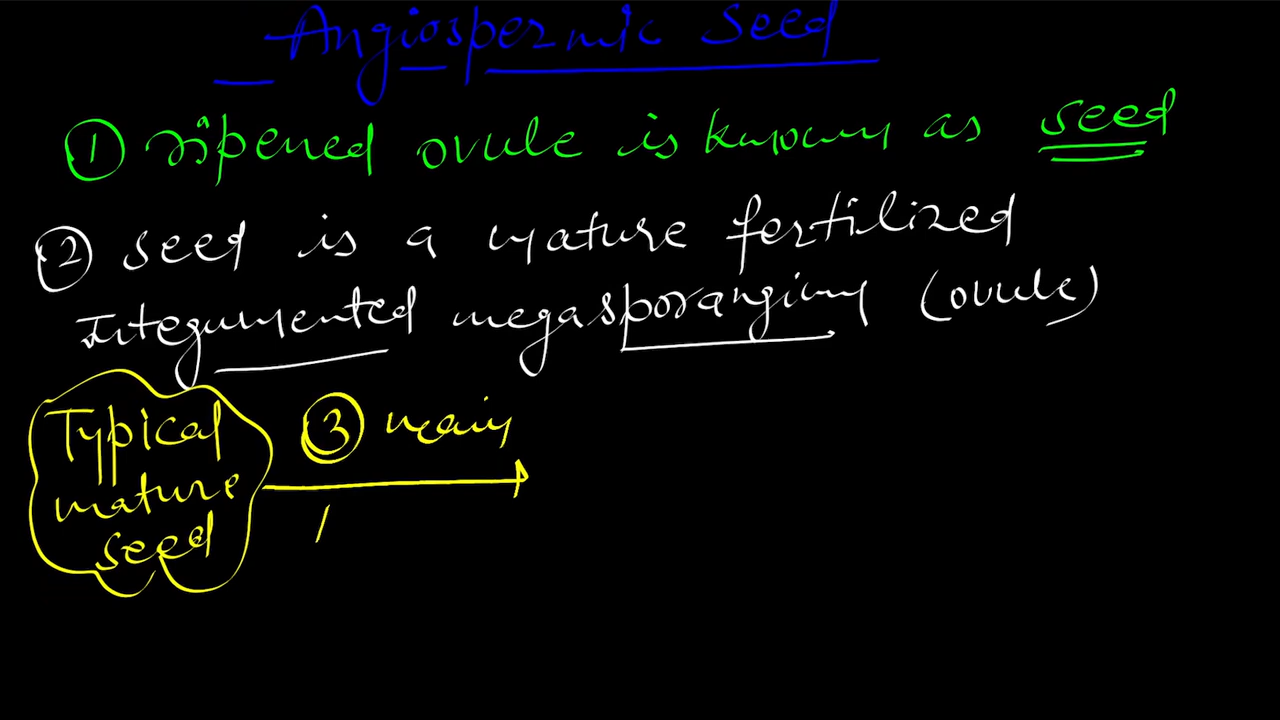 Angiospermic Seed
① ripened ovule is known as seed
② seed is a mature fertilized
Integumented megasporangium (ovule)
Typical
mature
seed
③ main